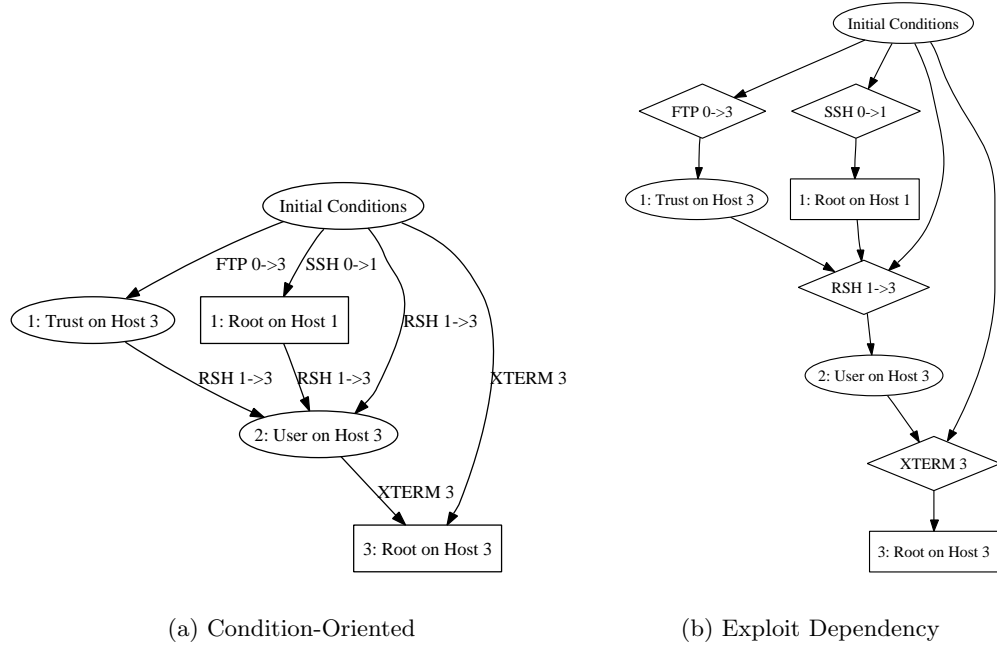 Initial Conditions
FTP 0->3
SSH 0->1
1: Trust on Host 3
1: Root on Host 1
RSH 1->3
RSH 1->3
RSH 1->3
XTERM 3
2: User on Host 3
XTERM 3
3: Root on Host 3
(a) Condition-Oriented
Initial Conditions
FTP 0->3
SSH 0->1
1: Trust on Host 3
1: Root on Host 1
RSH 1->3
2: User on Host 3
XTERM 3
3: Root on Host 3
(b) Exploit Dependency